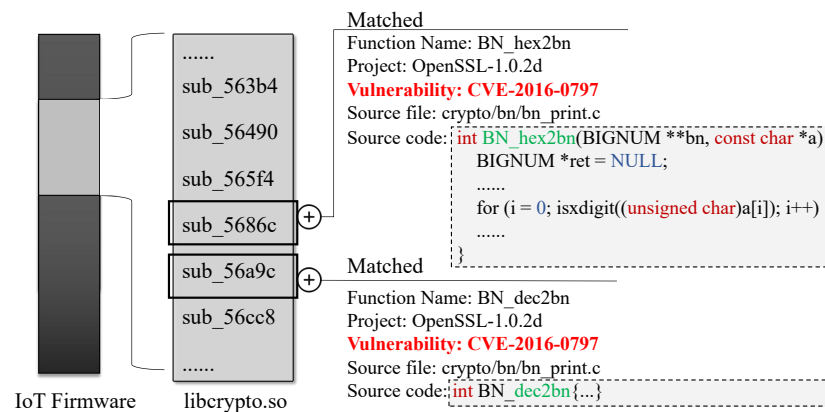 ......
sub_563b4
sub_56490
sub_565f4
sub_5686c
sub_56a9c
sub_56cc8
......
IoT Firmware
libcrypto.so
Matched
Function Name: BN_hex2bn
Project: OpenSSL-1.0.2d
Vulnerability: CVE-2016-0797
Source file: crypto/bn/bn_print.c
Source code: int BN_hex2bn(BIGNUM **bn, const char *a)
BIGNUM *ret = NULL;
......
for (i = 0; isxdigit((unsigned char)a[i]); i++)
......
}
Matched
Function Name: BN_dec2bn
Project: OpenSSL-1.0.2d
Vulnerability: CVE-2016-0797
Source file: crypto/bn/bn_print.c
Source code: int BN_dec2bn{...}